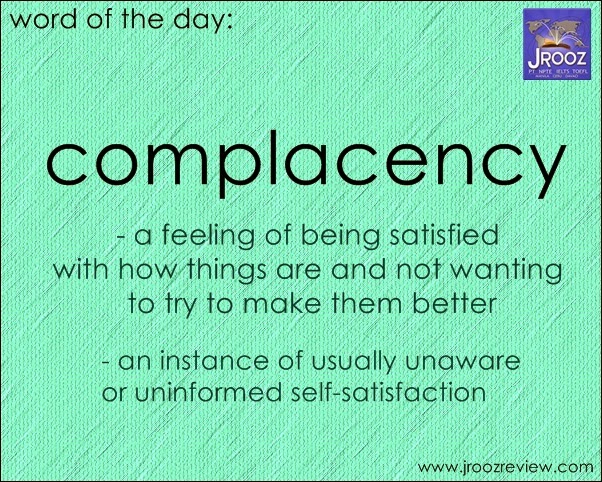 word of the day:
JROOZ
PT NPTE IELTS TOEFL
complacency
- a feeling of being satisfied
with how things are and not wanting
to try to make them better
- an instance of usually unaware
or uninformed self-satisfaction
www.jroozreview.com